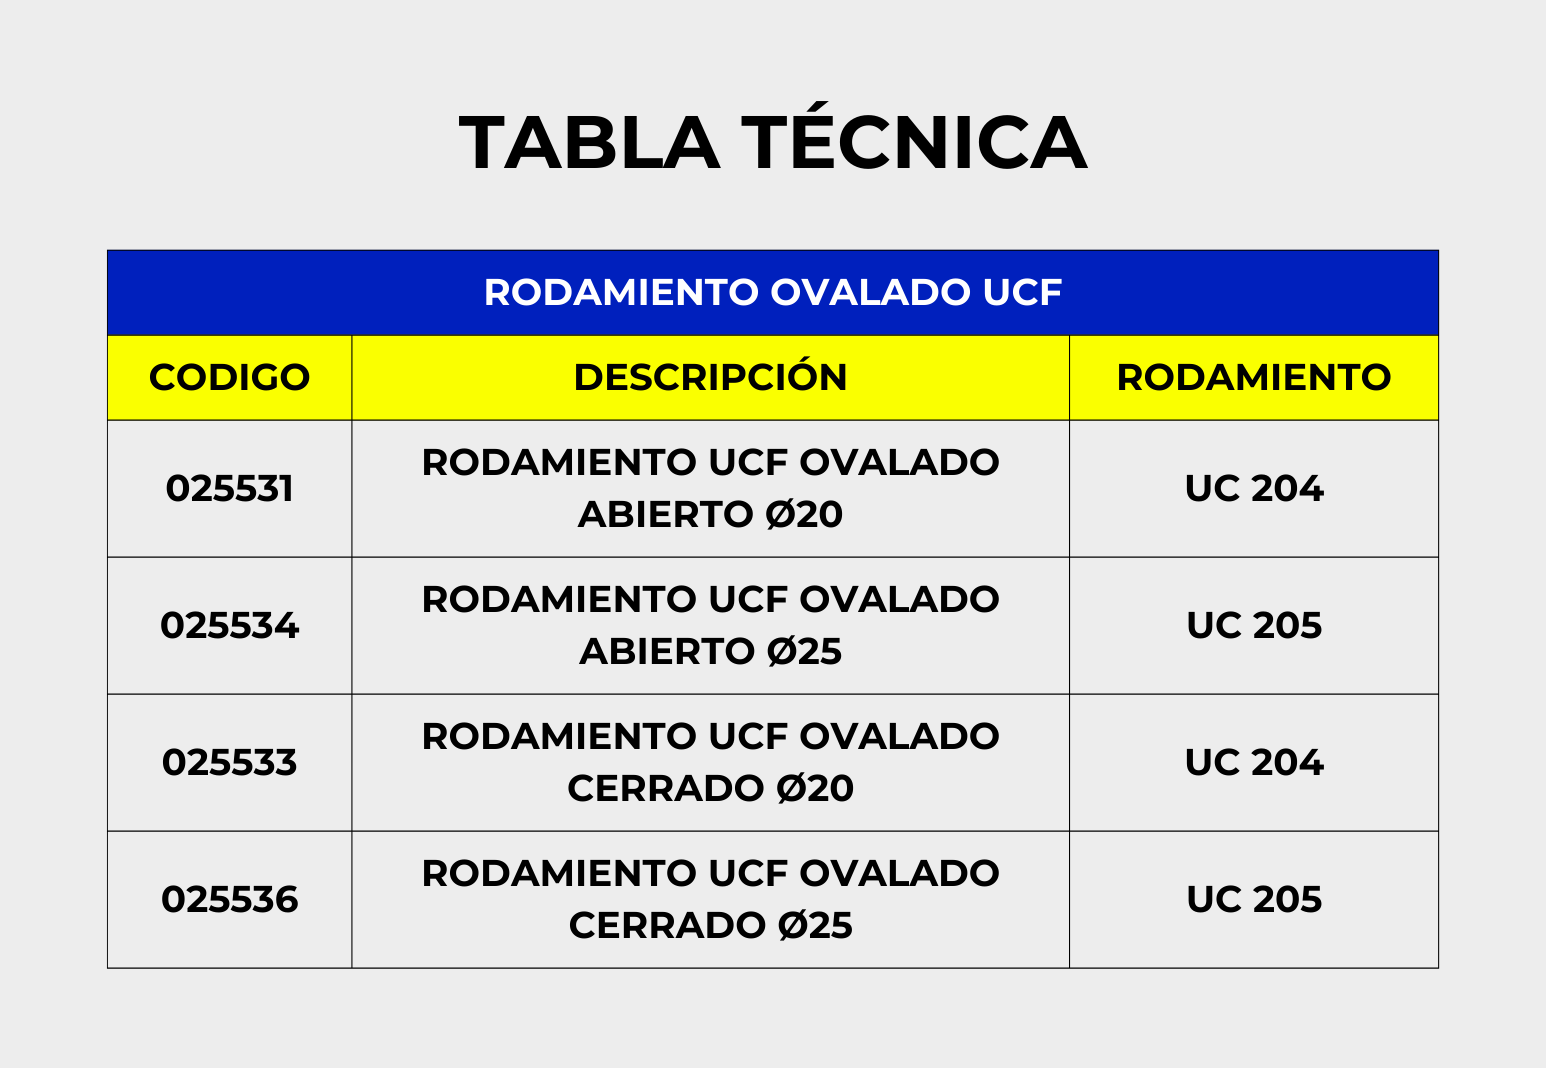 TABLA TÉCNICA
RODAMIENTO OVALADO UCF
CODIGO
DESCRIPCIÓN
RODAMIENTO
025531
RODAMIENTO UCF OVALADO
ABIERTO Ø20
UC 204
025534
RODAMIENTO UCF OVALADO
ABIERTO Ø25
UC 205
025533
RODAMIENTO UCF OVALADO
CERRADO Ø20
UC 204
025536
RODAMIENTO UCF OVALADO
CERRADO Ø25
UC 205